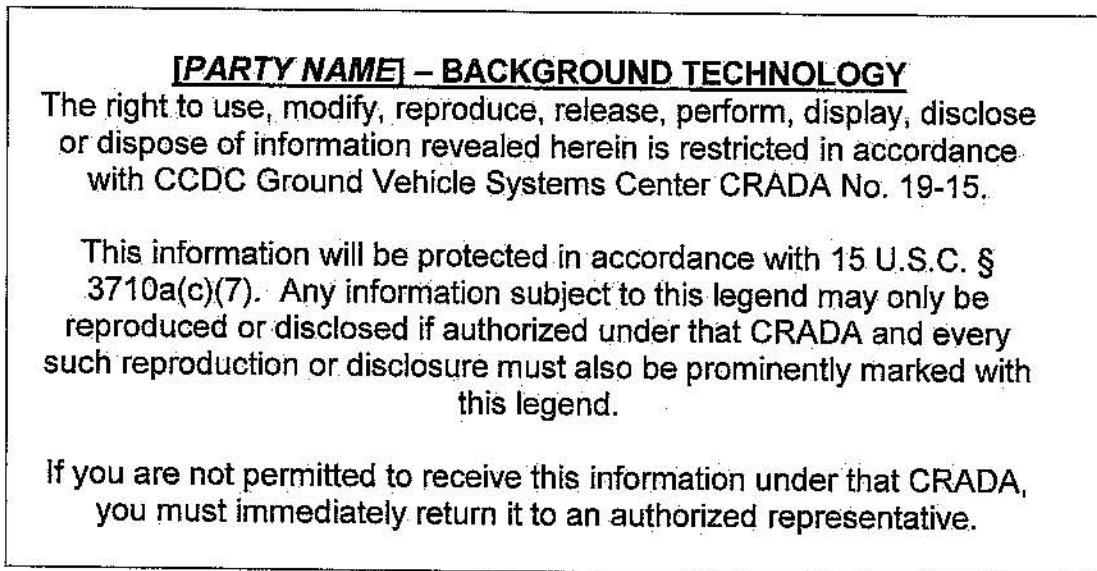 [PARTY NAME] – BACKGROUND TECHNOLOGY
The right to use, modify, reproduce, release, perform, display, disclose
or dispose of information revealed herein is restricted in accordance
with CCDC Ground Vehicle Systems Center CRADA No. 19-15.
This information will be protected in accordance with 15 U.S.C. §
3710a(c)(7). Any information subject to this legend may only be
reproduced or disclosed if authorized under that CRADA and every
such reproduction or disclosure must also be prominently marked with
this legend.
If you are not permitted to receive this information under that CRADA,
you must immediately return it to an authorized representative.